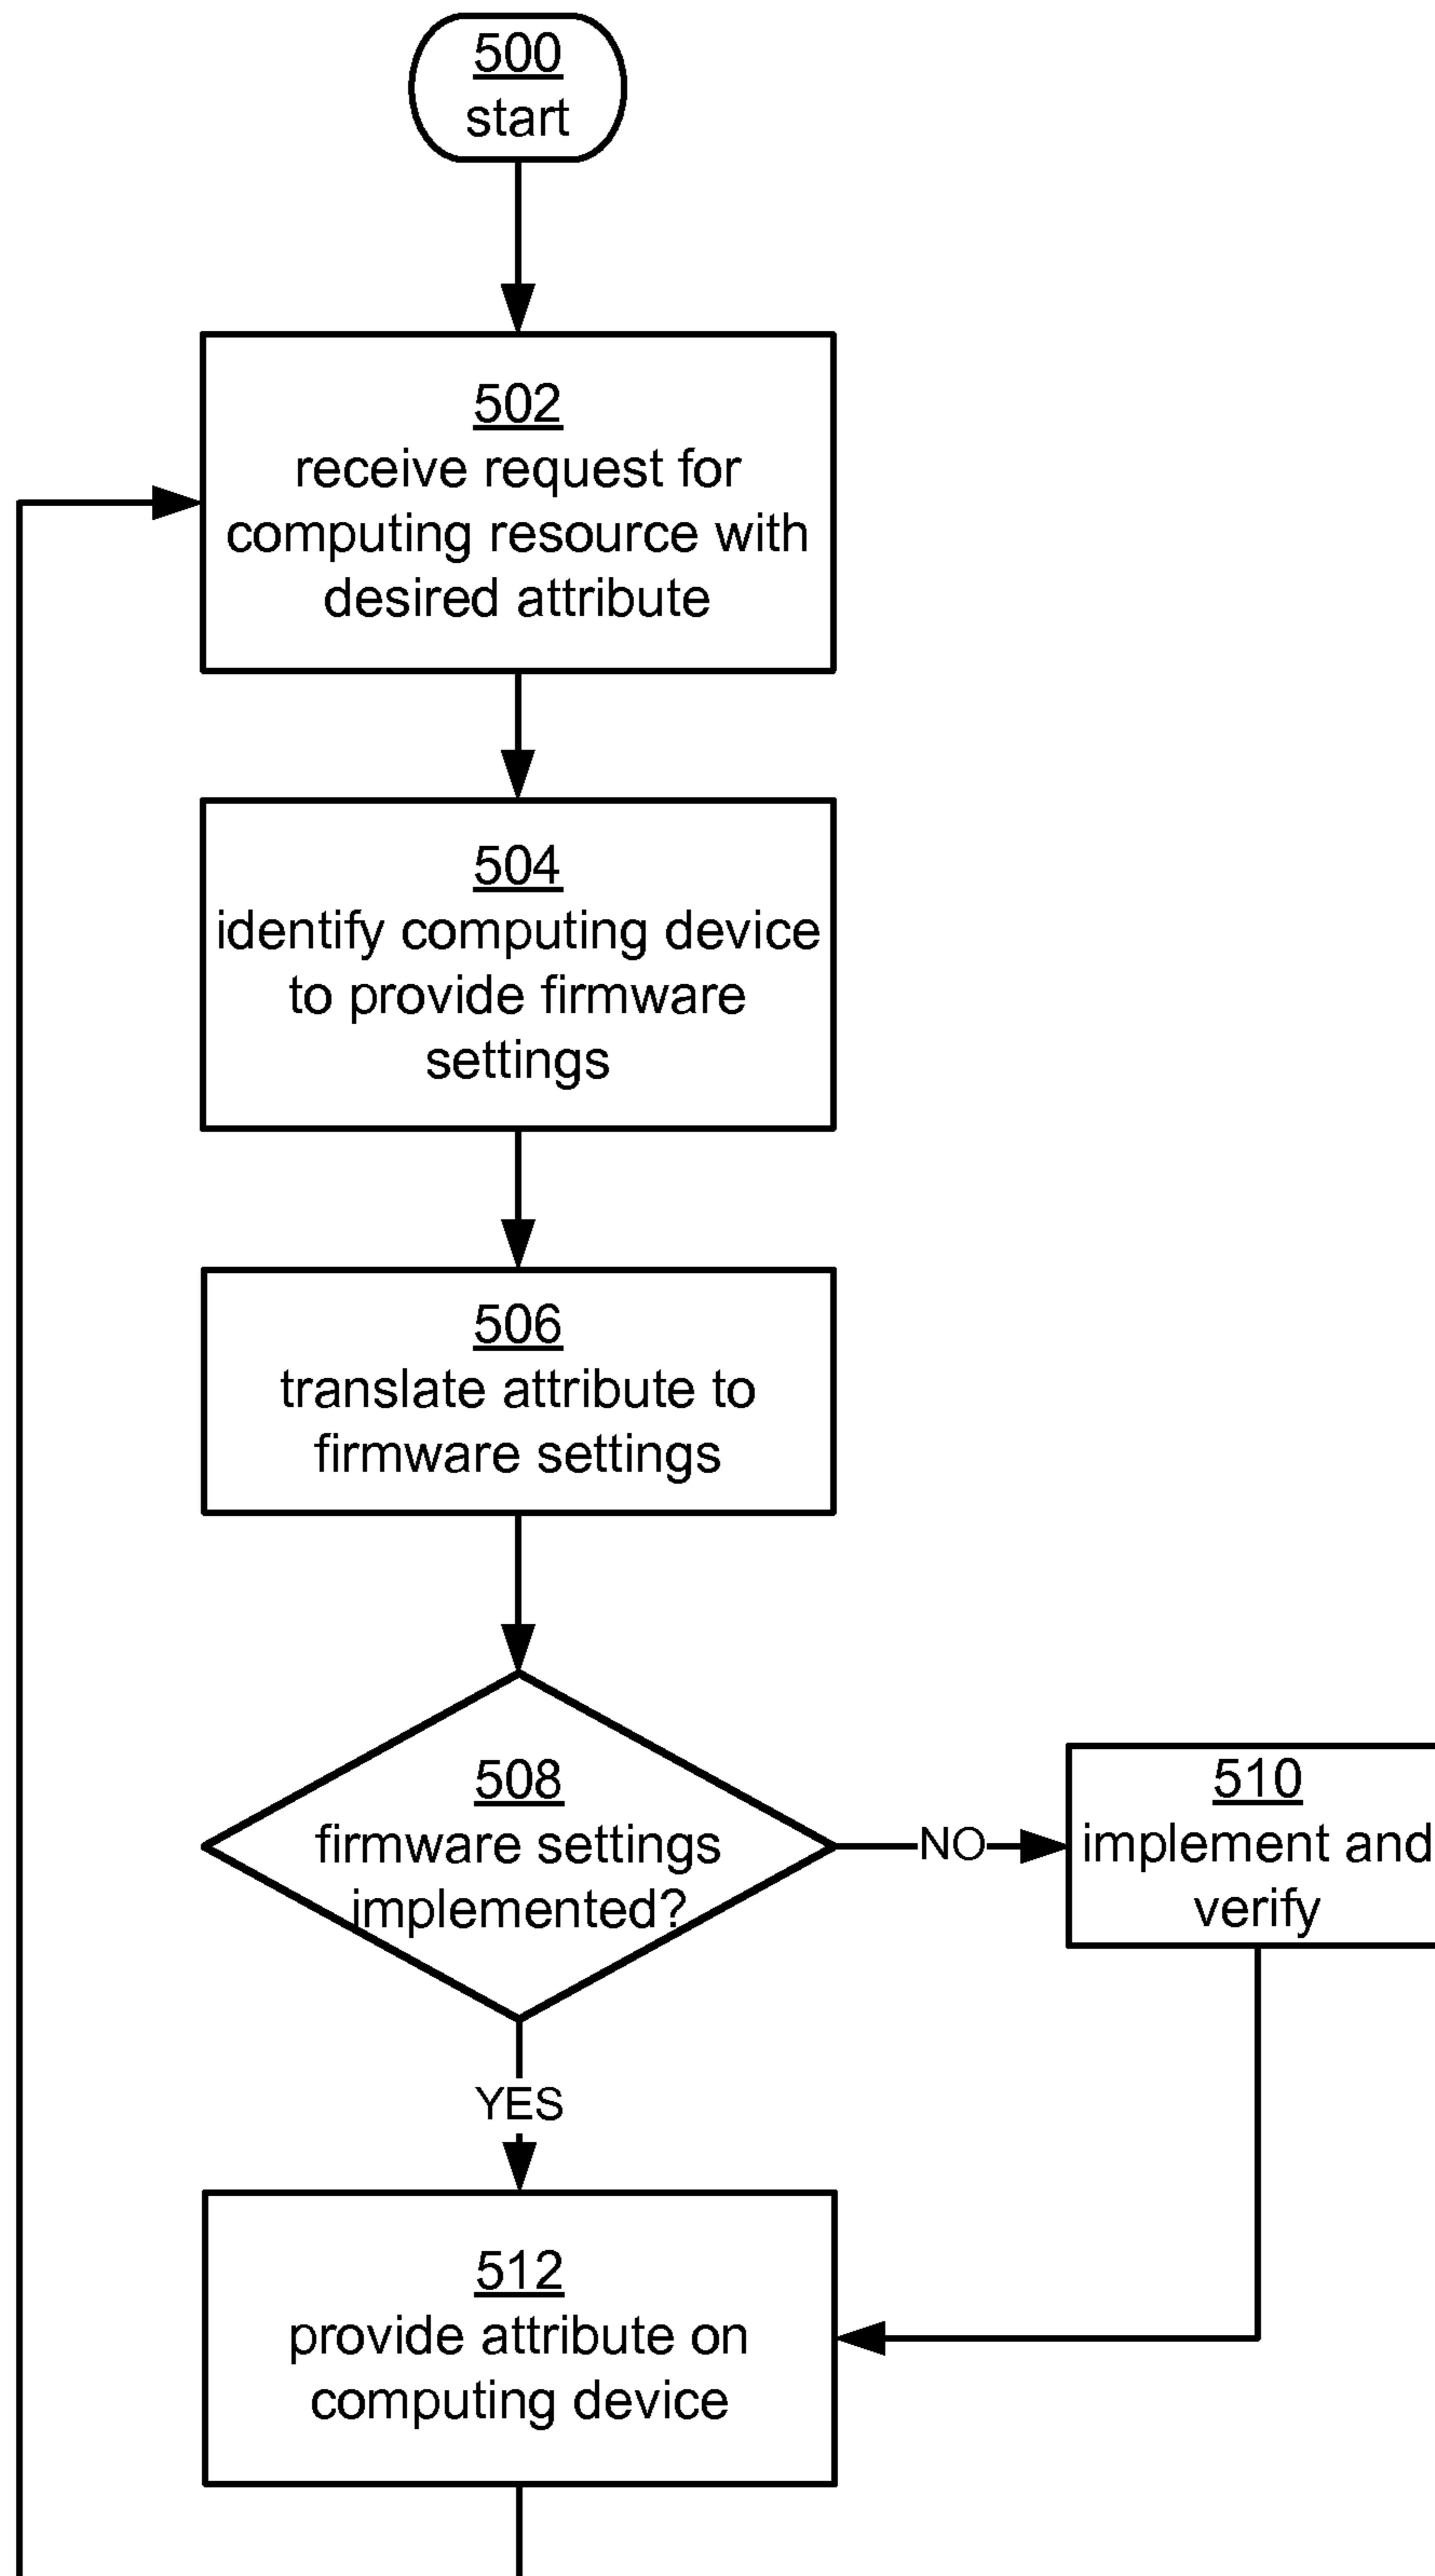 500
start
502
receive request for
computing resource with
desired attribute
504
identify computing device
to provide firmware
settings
506
translate attribute to
firmware settings
508
firmware settings
implemented?
NO
510
implement and
verify
YES
512
provide attribute on
computing device